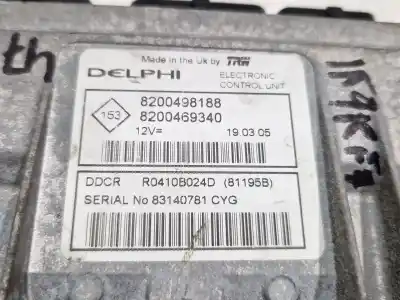 Made in the Uk by TRW
DELPHI ELECTRONIC CONTROL UNIT
153
8200498188
8200469340
12V= 19.03.05
DDCR R0410B024D (81195B)
SERIAL No 83140781 CYG
th